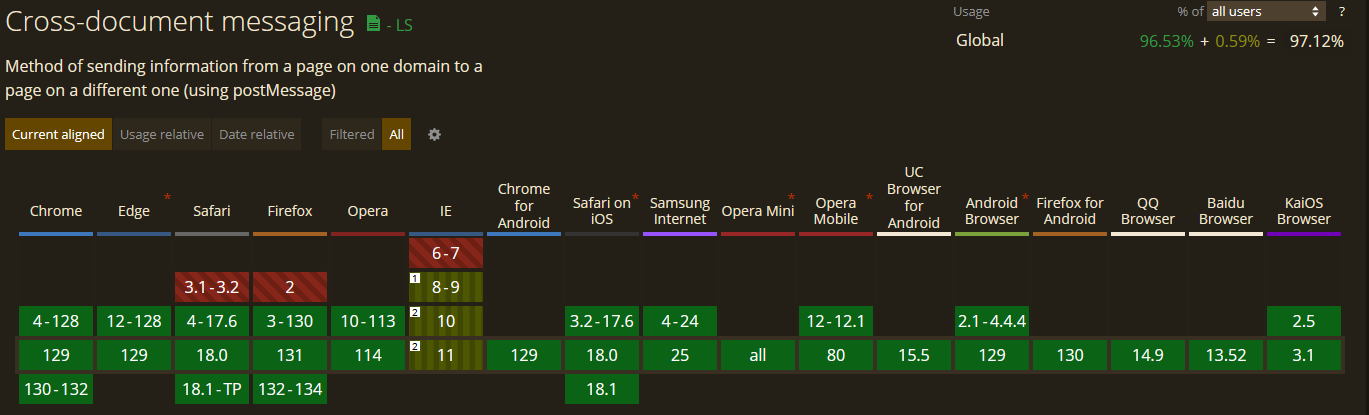 Cross-document messaging - LS
Usage % of all users ?
Global 96.53% + 0.59% = 97.12%
Method of sending information from a page on one domain to a
page on a different one (using postMessage)
Current aligned Usage relative Date relative Filtered All
Chrome
Edge *
Safari
Firefox
Opera
IE
Chrome
for
Android
Safari on *
iOS
Samsung
Internet
Opera Mini *
Opera *
Mobile
UC
Browser
for
Android
Android *
Browser
Firefox for
Android
QQ
Browser
Baidu
Browser
KaiOS
Browser
6-7
3.1-3.2 2 1 8-9
4-128 12-128 4-17.6 3-130 10-113 2 10 3.2-17.6 4-24 12-12.1 2.1-4.4.4 2.5
129 129 18.0 131 114 2 11 129 18.0 25 all 80 15.5 129 130 14.9 13.52 3.1
130-132 18.1-TP 132-134 18.1